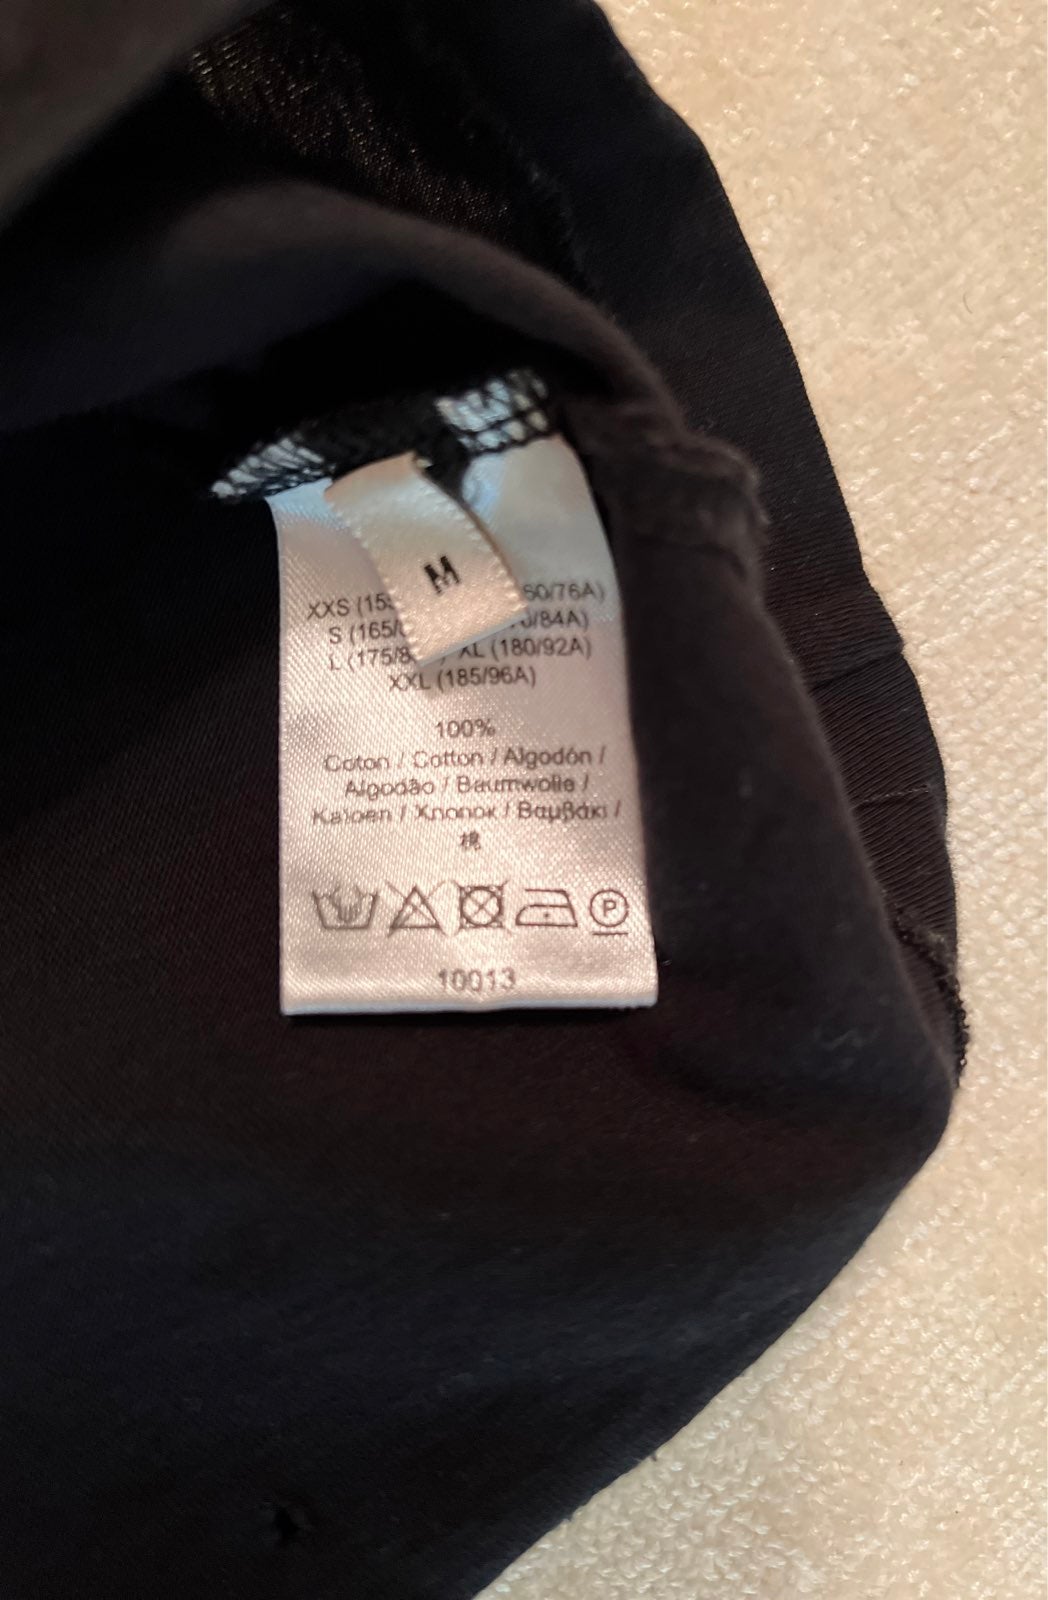 M
XXS (15 60/76A)
S (165/ /84A)
L (175/8 XL (180/92A)
XXL (185/96A)
100%
Coton / Cotton / Algodón /
Algodão / Baumwolle /
Katoen / Хлопок / Βαμβάκι /
P
10013